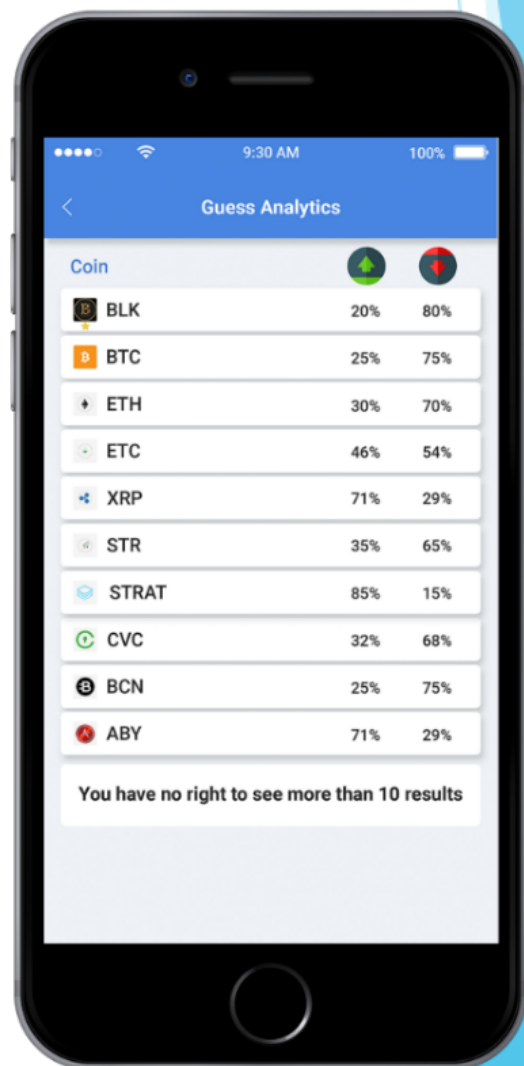 9:30 AM 100%
Guess Analytics
Coin
BLK 20% 80%
BTC 25% 75%
ETH 30% 70%
ETC 46% 54%
XRP 71% 29%
STR 35% 65%
STRAT 85% 15%
CVC 32% 68%
BCN 25% 75%
ABY 71% 29%
You have no right to see more than 10 results